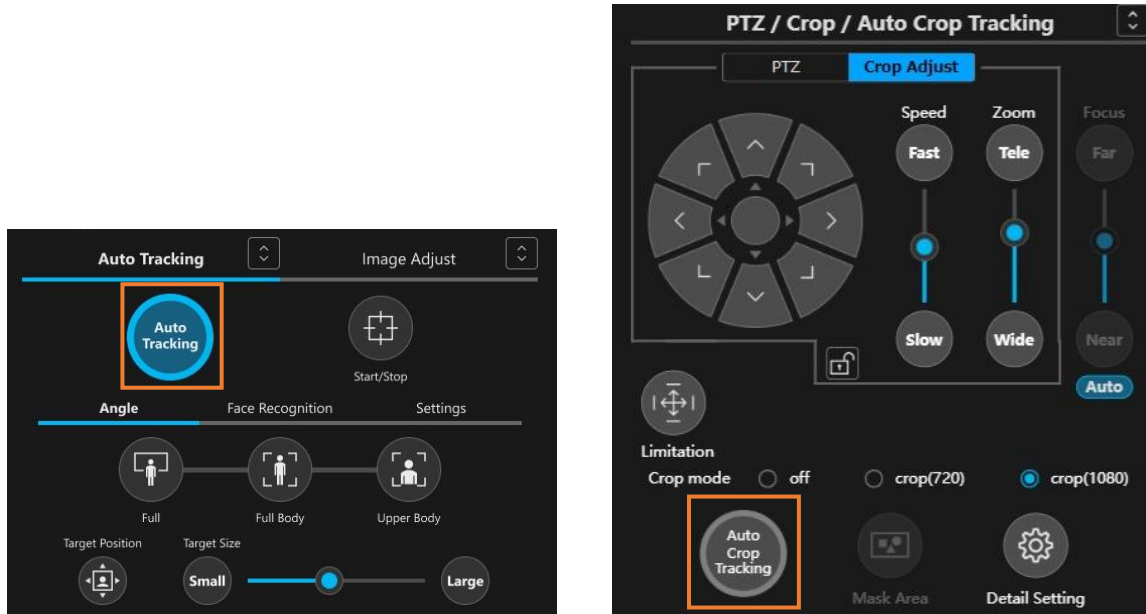 Auto Tracking
Image Adjust
Auto
Tracking
Start/Stop
Angle
Face Recognition
Settings
Full
Full Body
Upper Body
Target Position
Target Size
Small
Large
PTZ / Crop / Auto Crop Tracking
PTZ
Crop Adjust
Speed
Zoom
Focus
Fast
Tele
Far
Slow
Wide
Near
Auto
Limitation
Crop mode
off
crop(720)
crop(1080)
Auto
Crop
Tracking
Mask Area
Detail Setting